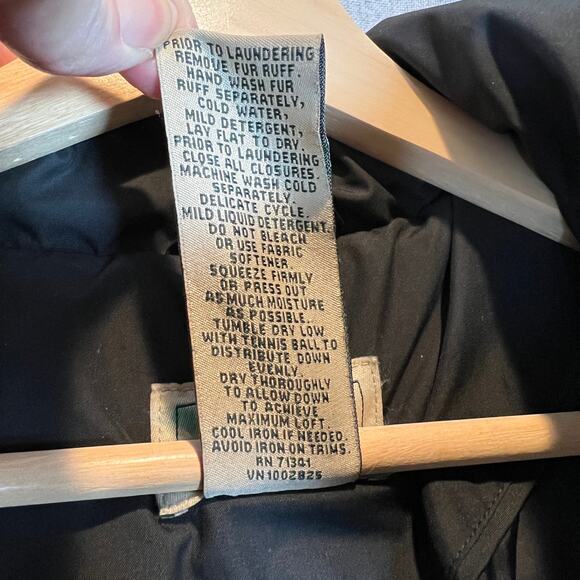 PRIOR TO LAUNDERING
REMOVE FUR RUFF.
HAND WASH FUR
RUFF SEPARATELY,
COLD WATER,
MILD DETERGENT,
LAY FLAT TO DRY.
PRIOR TO LAUNDERING
CLOSE ALL CLOSURES.
MACHINE WASH COLD
SEPARATELY.
DELICATE CYCLE.
MILD LIQUID DETERGENT.
DO NOT BLEACH
OR USE FABRIC
SOFTENER.
SQUEEZE FIRMLY
OR PRESS OUT
AS MUCH MOISTURE
AS POSSIBLE.
TUMBLE DRY LOW
WITH TENNIS BALL TO
DISTRIBUTE DOWN
EVENLY
DRY THOROUGHLY
TO ALLOW DOWN
TO ACHIEVE
MAXIMUM LOFT.
COOL IRON IF NEEDED.
AVOID IRON ON TRIMS.
RN 71341
VN1002825